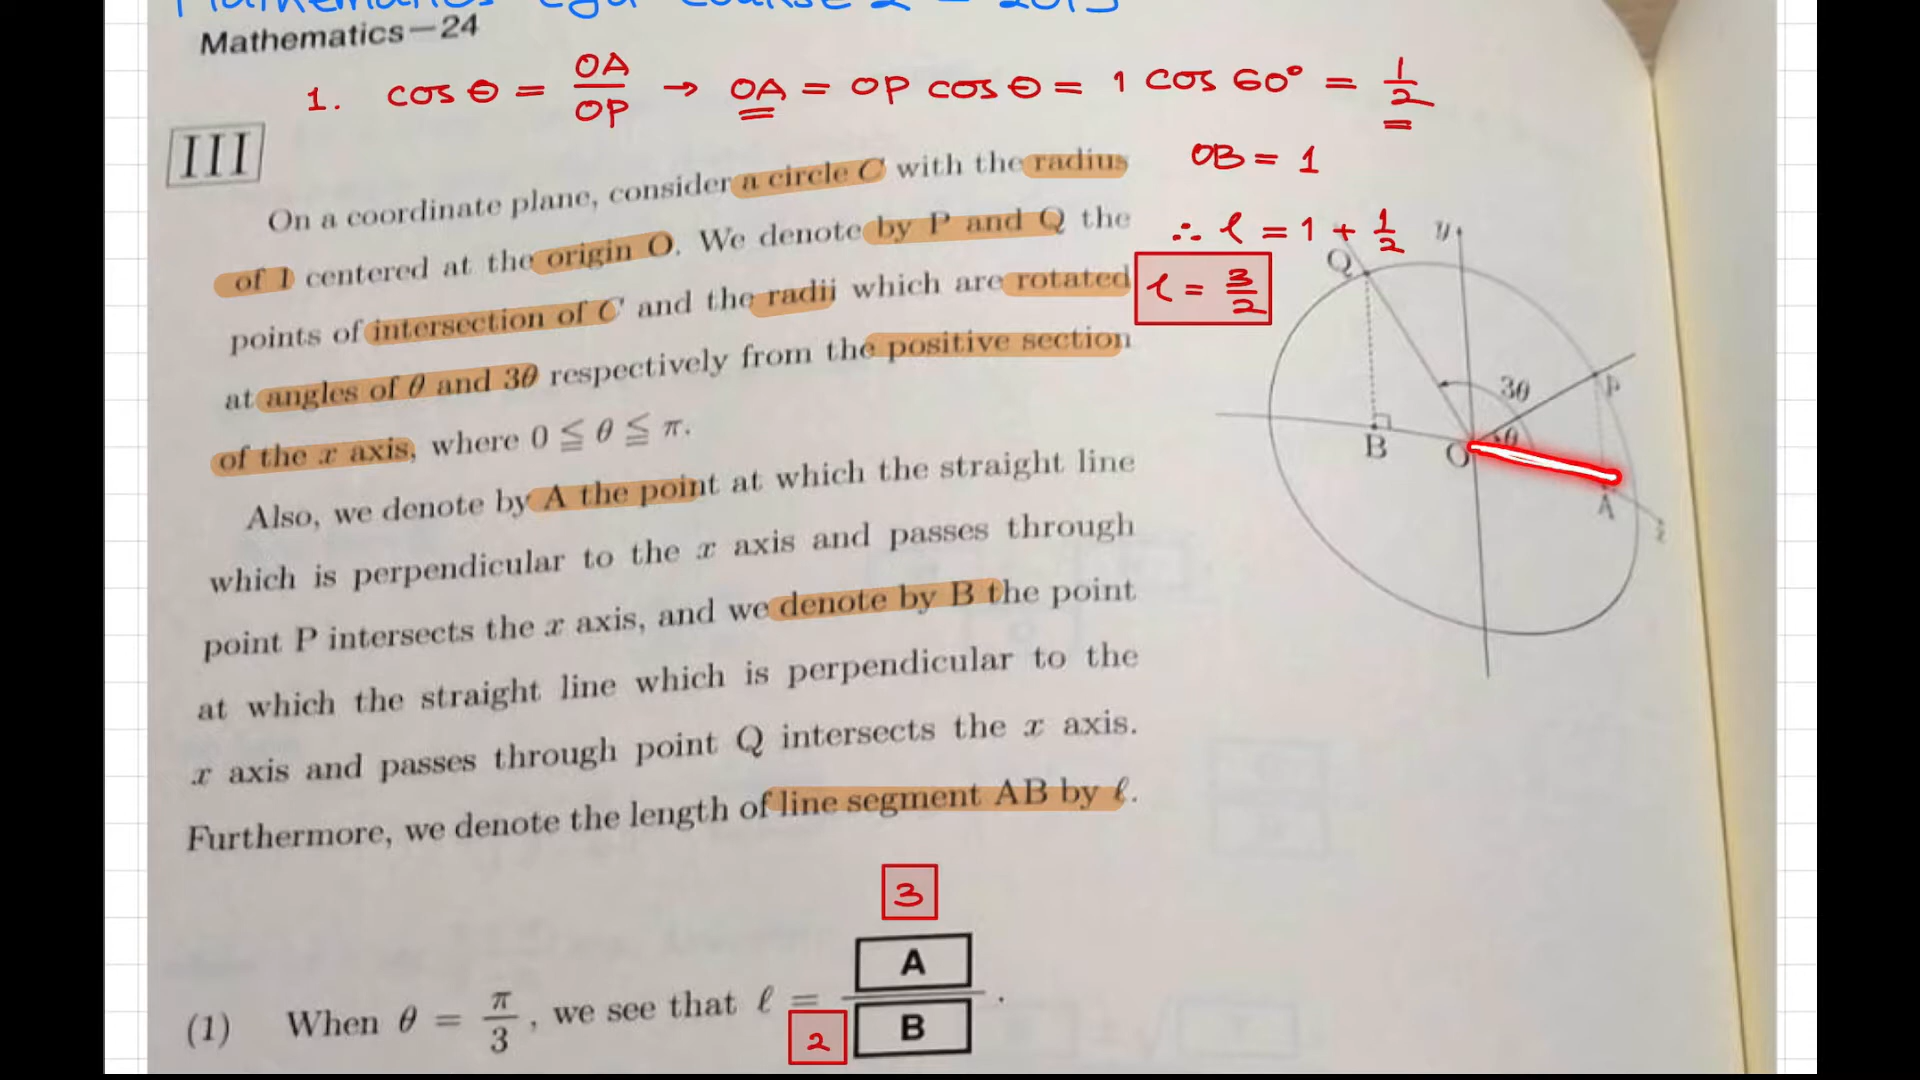 Mathematics EJU Course 2 - 2015
Mathematics—24
1. cos θ = OA/OP → OA = OP cos θ = 1 cos 60° = 1/2
III
OB = 1
∴ ℓ = 1 + 1/2
ℓ = 3/2
On a coordinate plane, consider a circle C with the radius
of 1 centered at the origin O. We denote by P and Q the
points of intersection of C and the radii which are rotated
at angles of θ and 3θ respectively from the positive section
of the x axis, where 0 ≦ θ ≦ π.
Also, we denote by A the point at which the straight line
which is perpendicular to the x axis and passes through
point P intersects the x axis, and we denote by B the point
at which the straight line which is perpendicular to the
x axis and passes through point Q intersects the x axis.
Furthermore, we denote the length of line segment AB by ℓ.
y
Q
3θ
P
B
O
θ
A
x
3
(1) When θ = π/3, we see that ℓ = A/B.
2